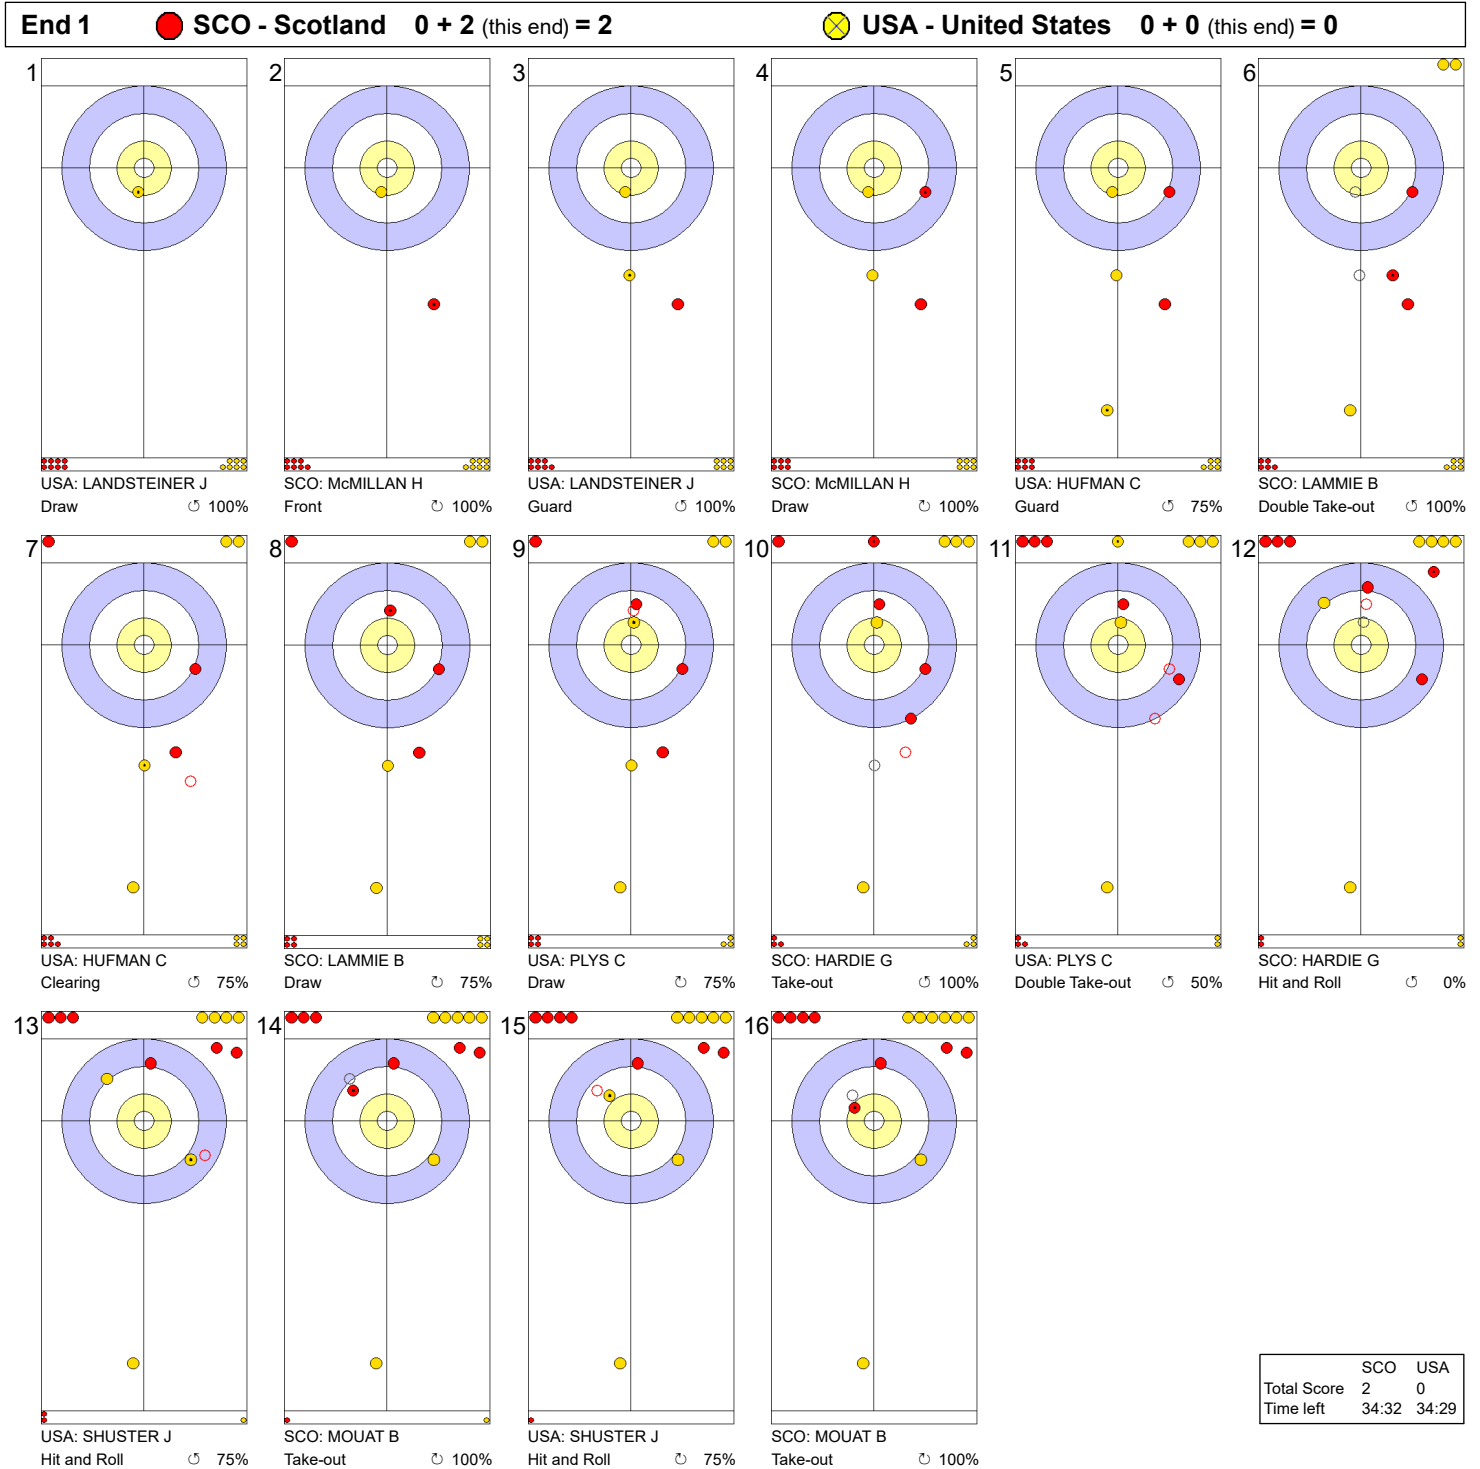 End 1 SCO - Scotland 0 + 2 (this end) = 2 USA - United States 0 + 0 (this end) = 0
1 2 3 4 5 6
USA: LANDSTEINER J SCO: McMILLAN H USA: LANDSTEINER J SCO: McMILLAN H USA: HUFMAN C SCO: LAMMIE B
Draw ↺ 100% Front ↻ 100% Guard ↺ 100% Draw ↻ 100% Guard ↺ 75% Double Take-out ↺ 100%
7 8 9 10 11 12
USA: HUFMAN C SCO: LAMMIE B USA: PLYS C SCO: HARDIE G USA: PLYS C SCO: HARDIE G
Clearing ↺ 75% Draw ↻ 75% Draw ↻ 75% Take-out ↻ 100% Double Take-out ↺ 50% Hit and Roll ↺ 0%
13 14 15 16
SCO USA
Total Score 2 0
Time left 34:32 34:29
USA: SHUSTER J SCO: MOUAT B USA: SHUSTER J SCO: MOUAT B
Hit and Roll ↺ 75% Take-out ↻ 100% Hit and Roll ↻ 75% Take-out ↻ 100%